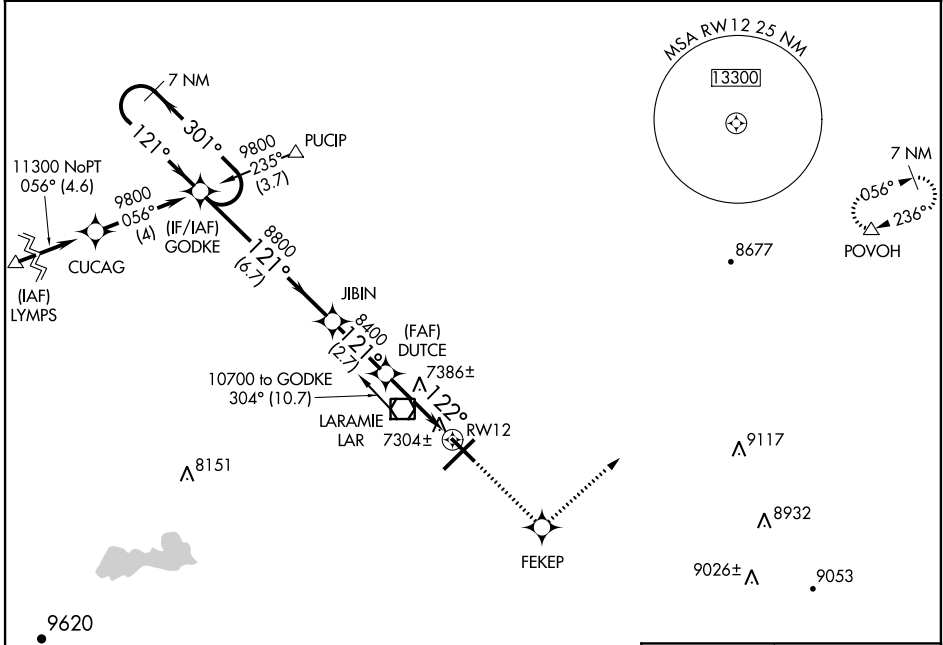 MSA RW12 25 NM
13300
7 NM
121°
301°
9800
235°
(3.7)
PUCIP
11300 NoPT
056° (4.6)
9800
056°
(4)
(IF/IAF)
GODKE
CUCAG
(IAF)
LYMPS
8800
121°
(6.7)
7 NM
056°
236°
POVOH
8677
JIBIN
8400
121°
(2.7)
(FAF)
DUTCE
10700 to GODKE
304° (10.7)
7386±
122°
LARAMIE
LAR
7304±
RW12
8151
9117
8932
FEKEP
9026±
9053
9620